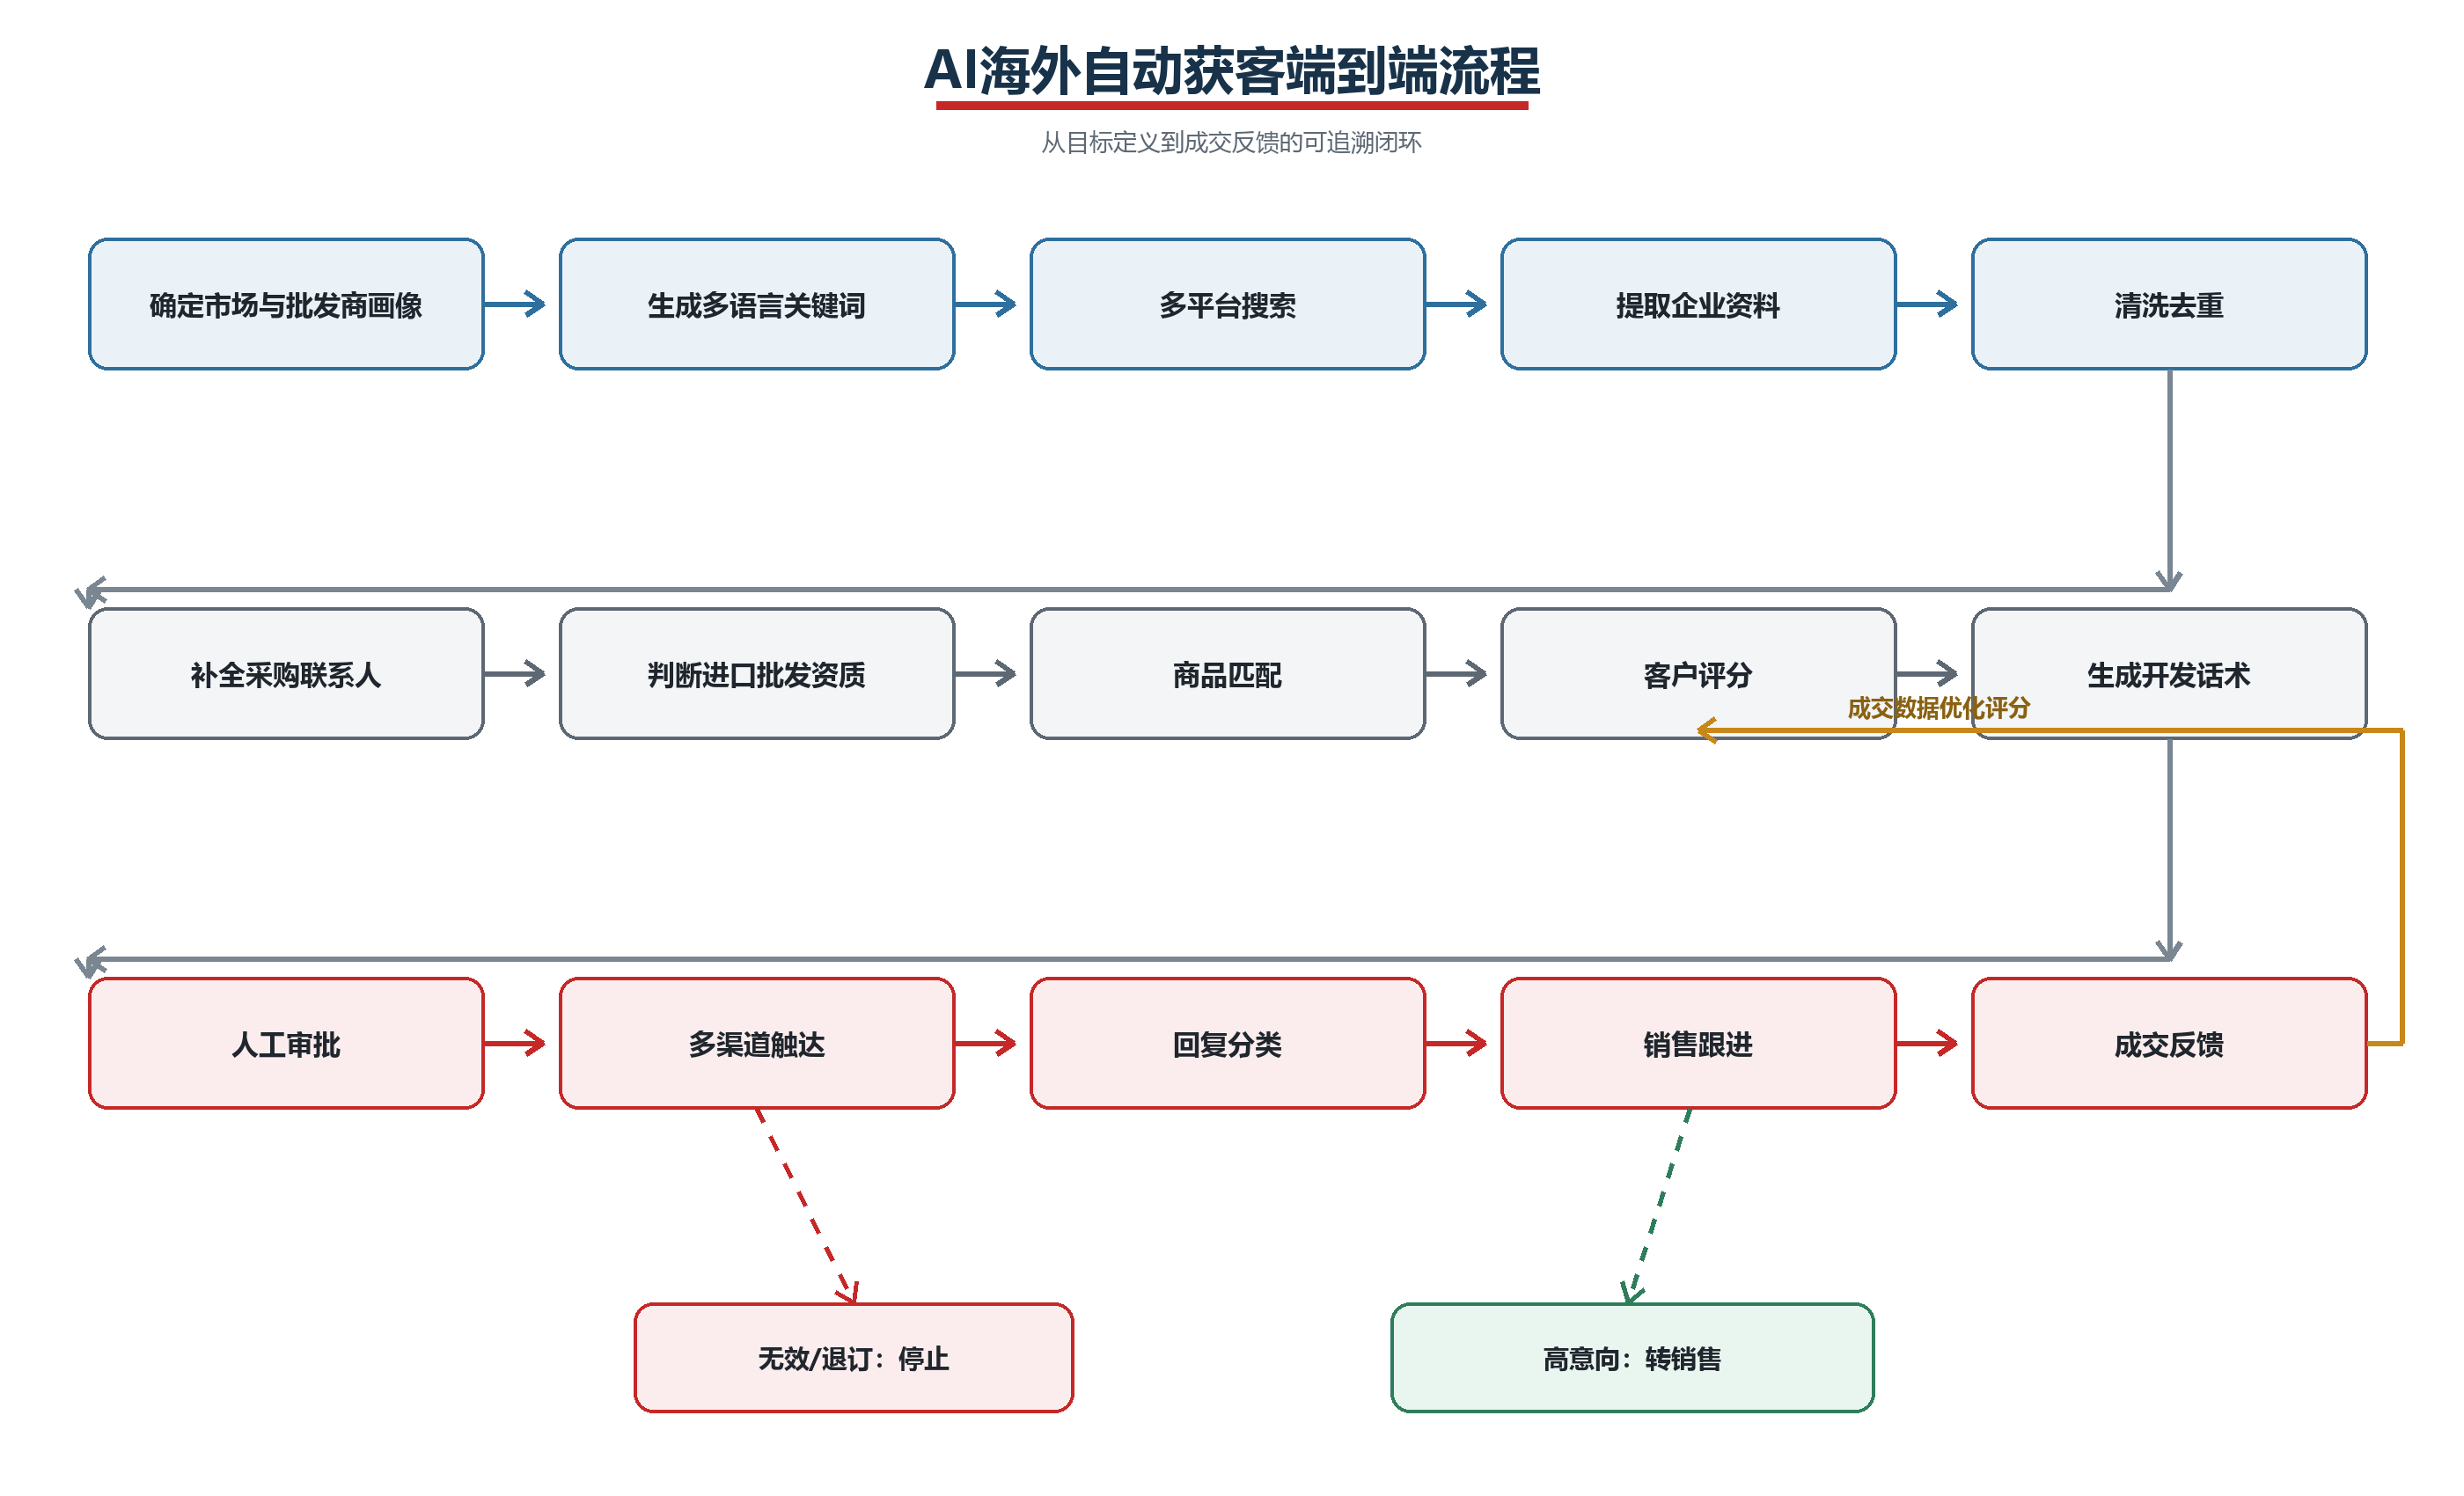 AI海外自动获客端到端流程
从目标定义到成交反馈的可追溯闭环
确定市场与批发商画像
生成多语言关键词
多平台搜索
提取企业资料
清洗去重
补全采购联系人
判断进口批发资质
商品匹配
客户评分
生成开发话术
成交数据优化评分
人工审批
多渠道触达
回复分类
销售跟进
成交反馈
无效/退订：停止
高意向：转销售